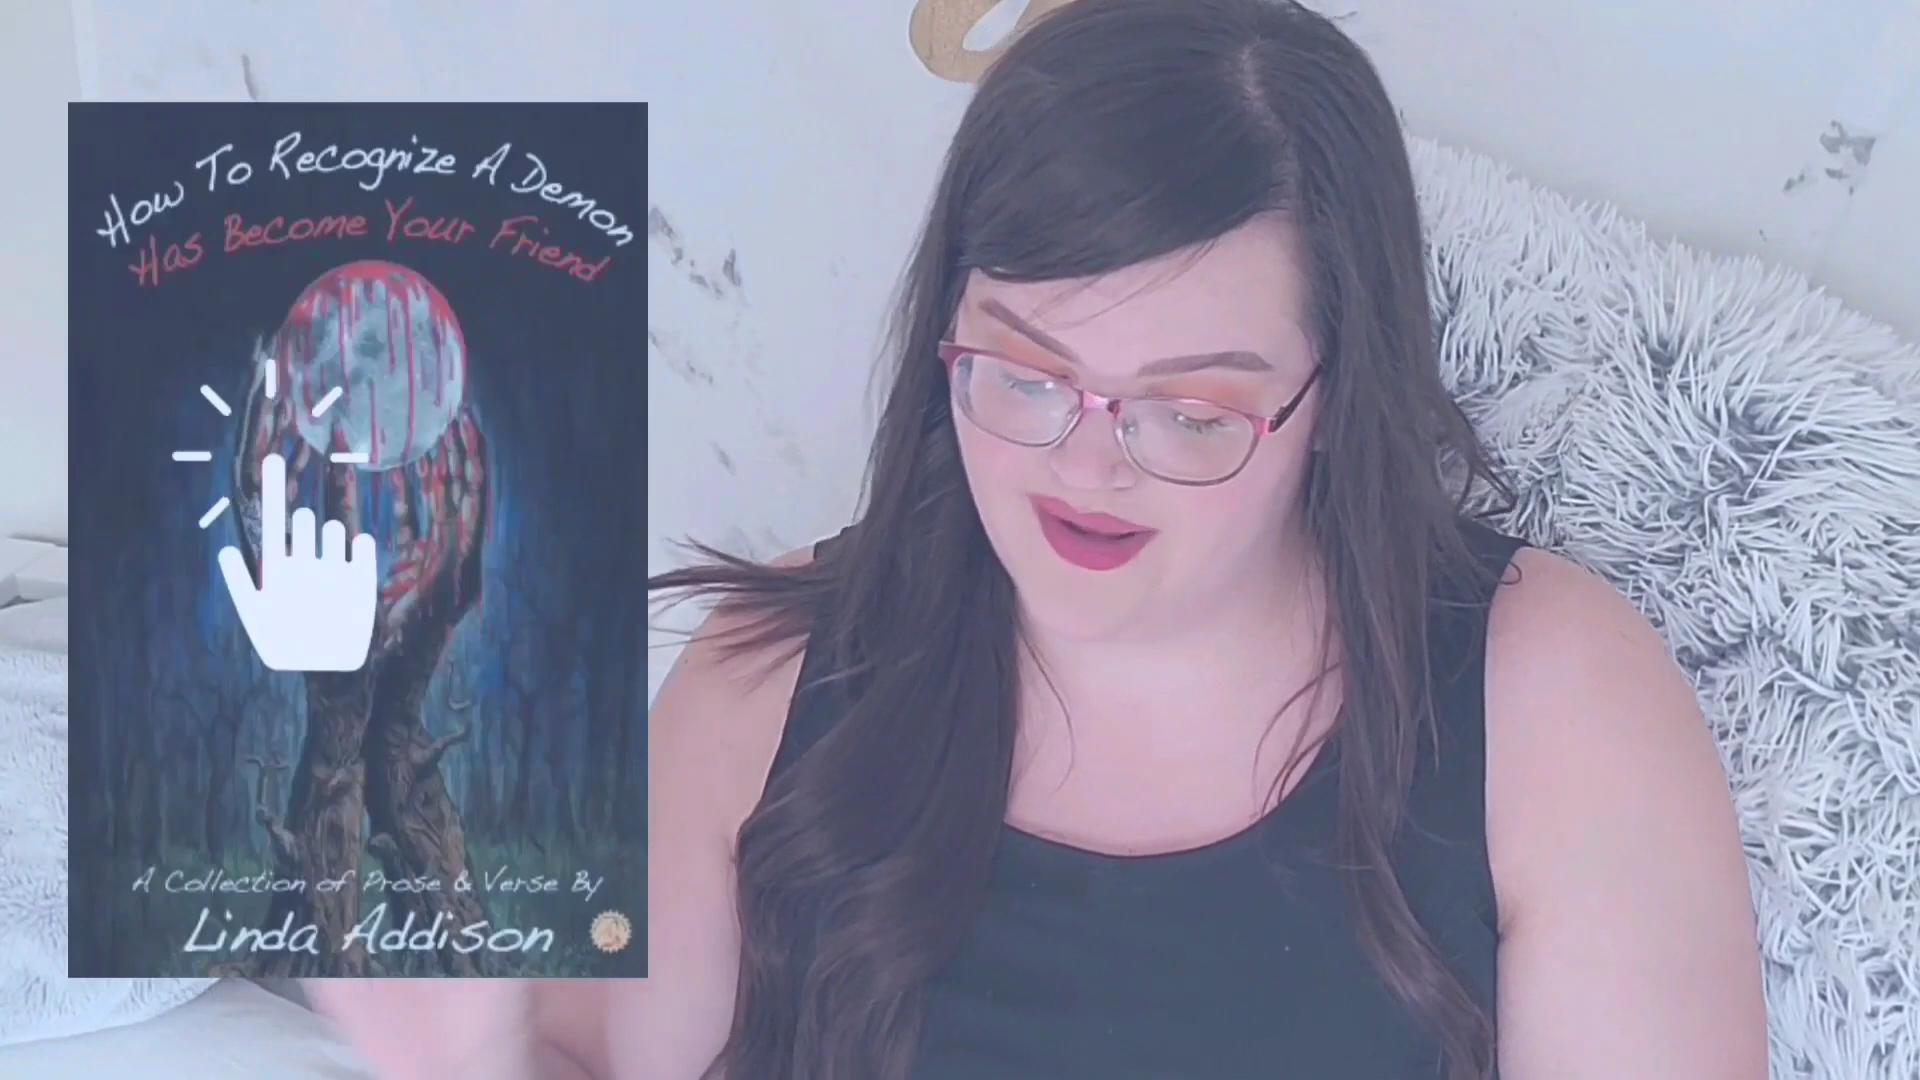 How To Recognize A Demon
Has Become Your Friend
A Collection of Prose & Verse By
Linda Addison